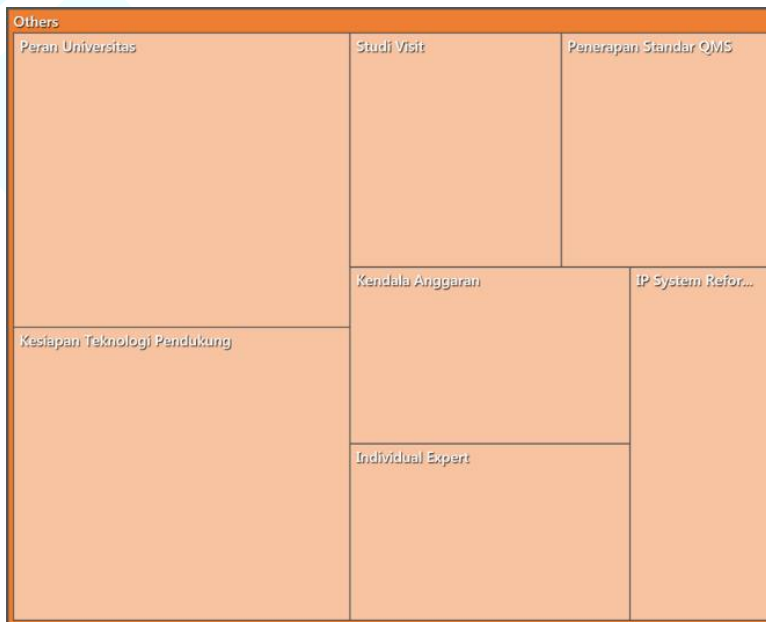 Others
Peran Universitas
Studi Visit
Penerapan Standar QMS
Kendala Anggaran
IP System Refor...
Kesiapan Teknologi Pendukung
Individual Expert